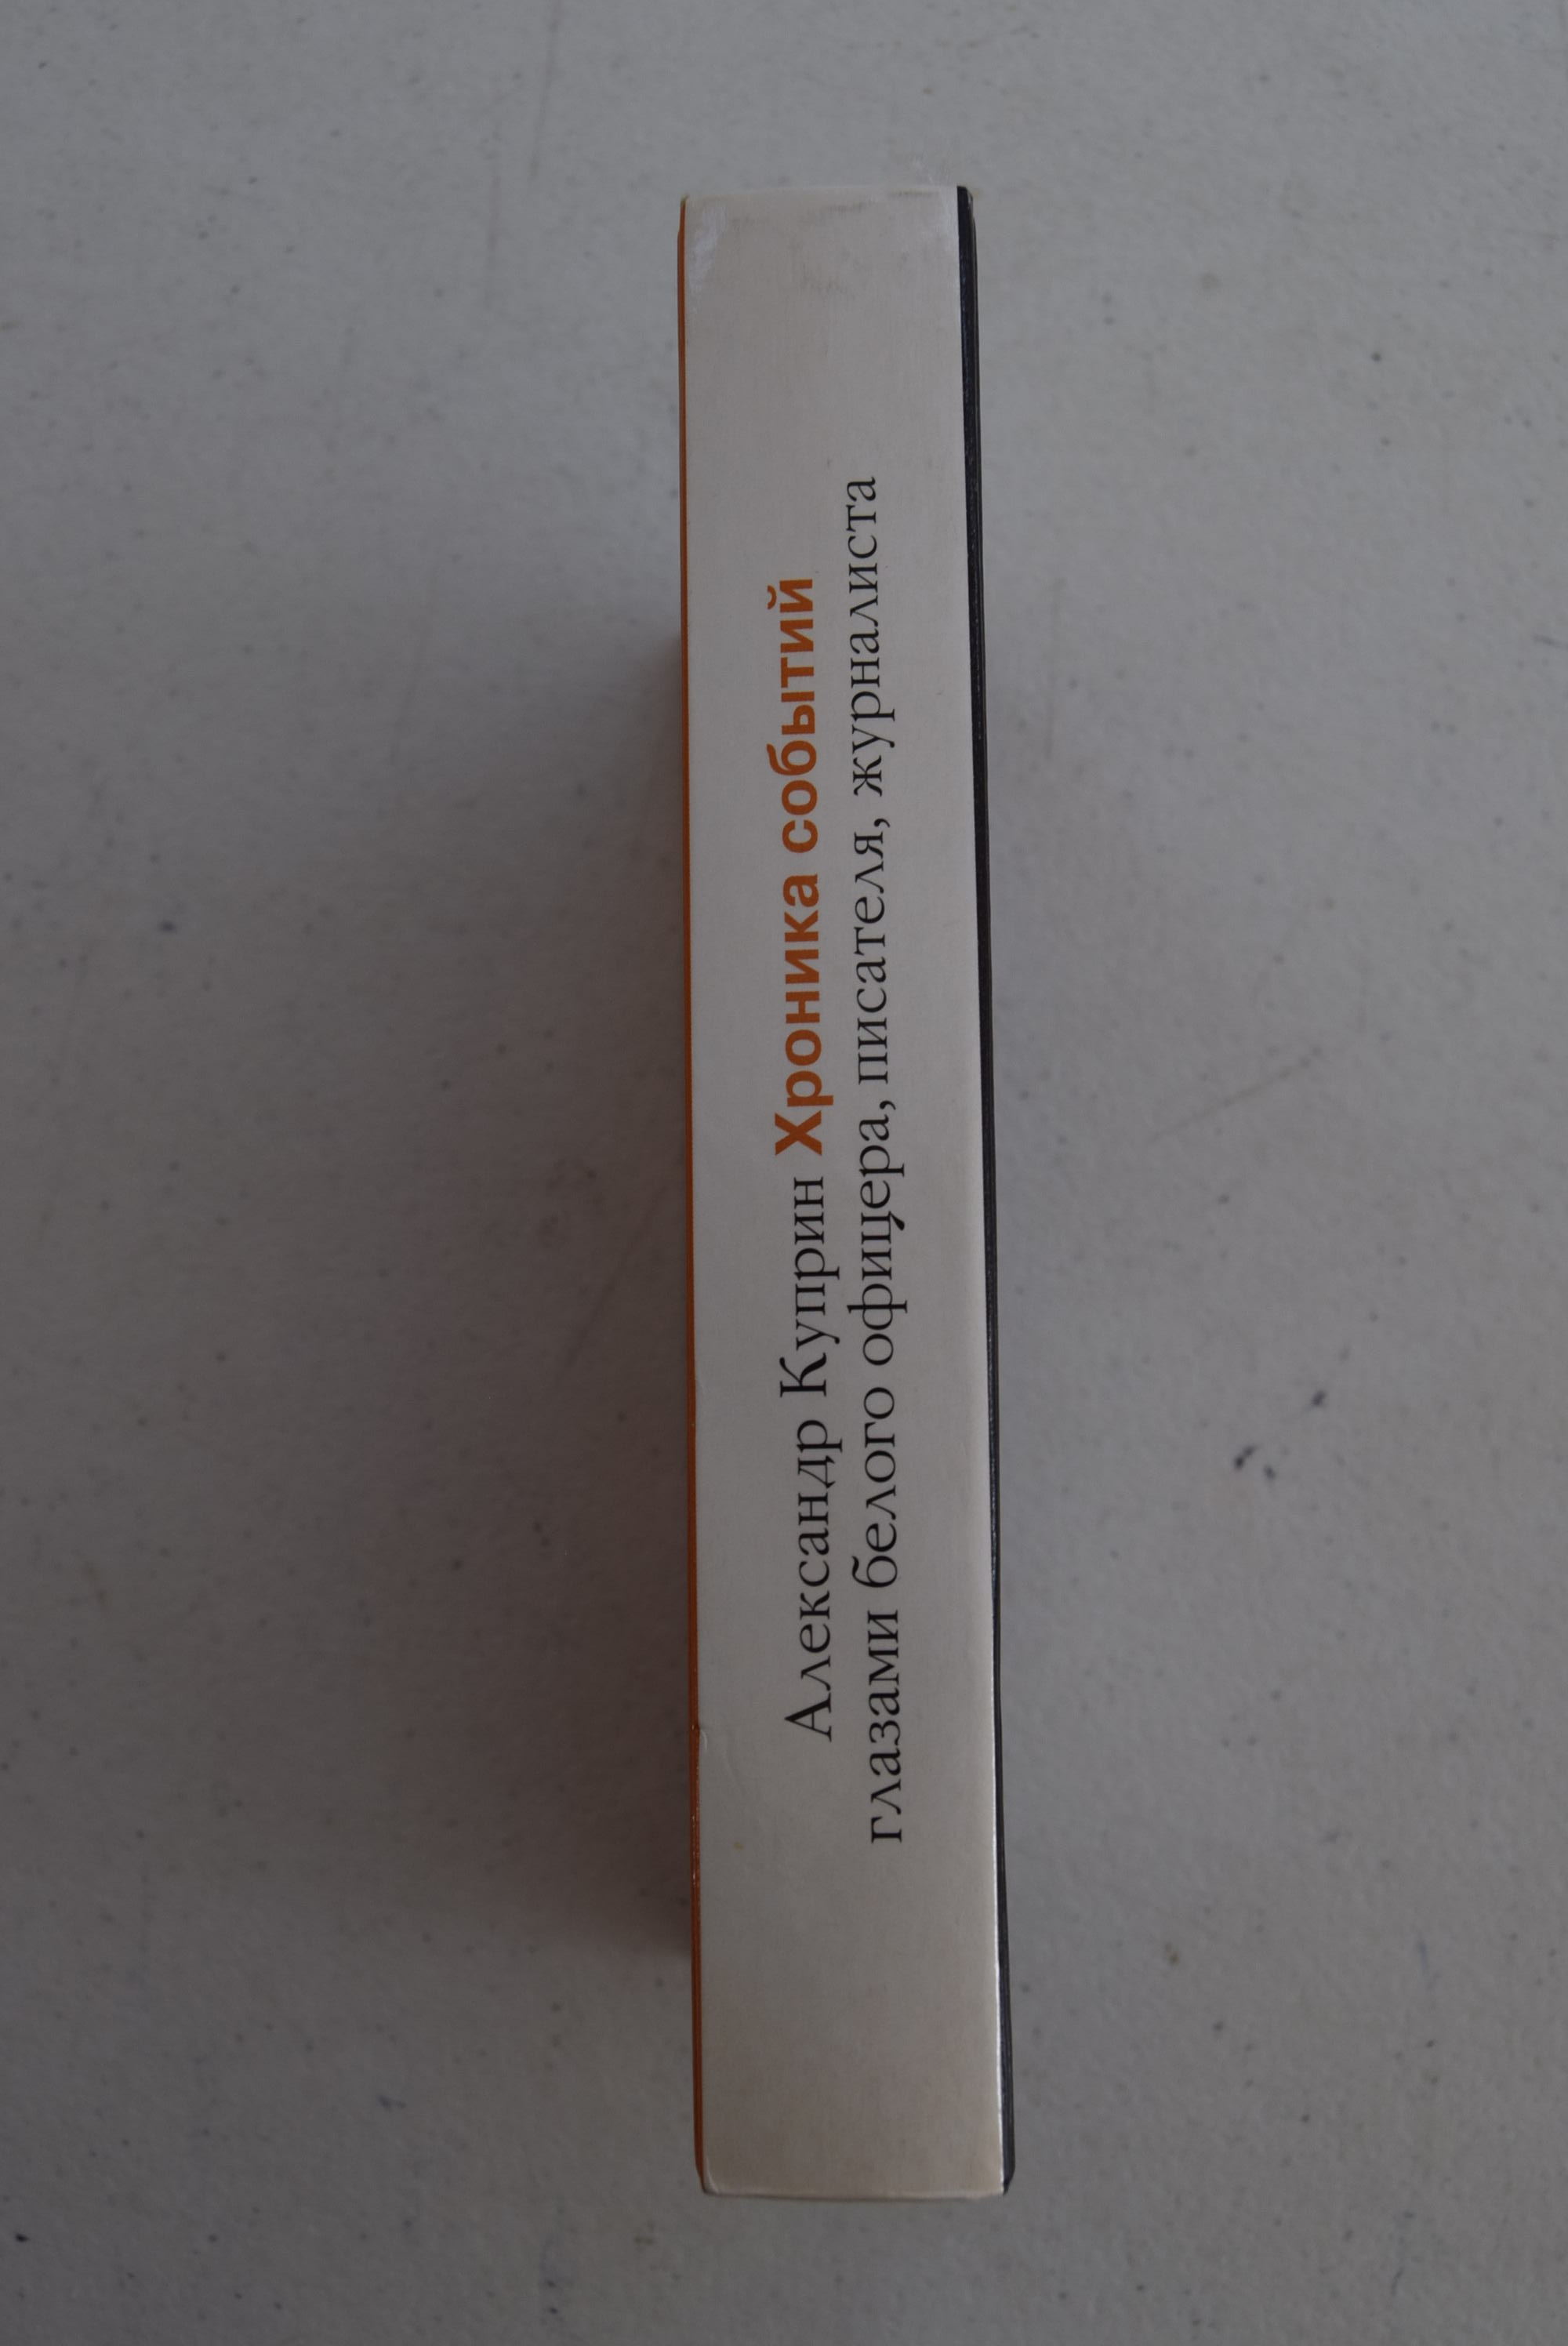 Александр Куприн Хроника событий
глазами белого офицера, писателя, журналиста